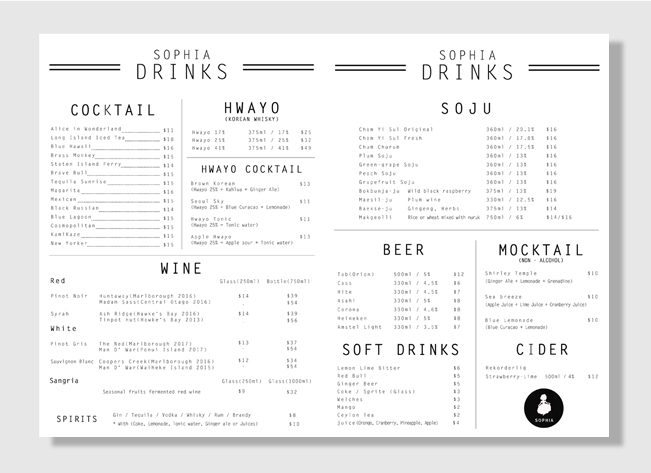 SOPHIA
DRINKS
COCKTAIL
Alice in Wonderland $13
Long Island Iced Tea $16
Blue Hawaii $16
Brass Monkey $15
Staten Island Ferry $14
Brave Bull $15
Tequila Sunrise $15
Magarita $16
Mexican $15
Black Russian $14
Blue Lagoon $15
Cosmopolitan $15
Kamikaze $15
New Yorker $15
HWAYO
(KOREAN WHISKY)
Hwayo 17% 375ml / 17% $25
Hwayo 25% 375ml / 25% $32
Hwayo 41% 375ml / 41% $49
HWAYO COCKTAIL
Brown Korean $13
(Hwayo 25% + Kahlua + Ginger Ale)
Seoul Sky $11
(Hwayo 25% + Blue Curacao + Lemonade)
Hwayo Tonic $11
(Hwayo 25% + Tonic water)
Apple Hwayo $13
(Hwayo 25% + Apple sour + Tonic water)
WINE
Red Glass(250ml) Bottle(750ml)
Pinot Noir Huntaway(Marlborough 2016) $14 $39
Madam Sass(Central Otago 2016) - $54
Syrah Ash Ridge(Hawke's Bay 2016) $14 $39
Tinpot Hut(Hawke's Bay 2013) - $56
White
Pinot Gris The Red(Marlborough 2017) $13 $37
Man O' War(Ponui Island 2017) - $54
Sauvignon Blanc Coopers Creek(Marlborough 2016) $12 $34
Man O' War(Waiheke Island 2015) - $54
Sangria Glass(250ml) Glass(1000ml)
Seasonal fruits fermented red wine $9 $32
SPIRITS
Gin / Tequila / Vodka / Whisky / Rum / Brandy $8
* With (Coke, Lemonade, Tonic water, Ginger ale or Juices) $10
SOPHIA
DRINKS
SOJU
Cham Yi Sul Original 360ml / 20.1% $16
Cham Yi Sul Fresh 360ml / 17.8% $16
Cham Churum 360ml / 17.5% $16
Plum Soju 360ml / 13% $16
Green-grape Soju 360ml / 13% $16
Peach Soju 360ml / 13% $16
Grapefruit Soju 360ml / 13% $16
Bokbunja-ju Wild black raspberry 375ml / 13% $19
Maesil ju Plum wine 330ml / 12.5% $16
Baekse-ju Ginseng, Herbs 375ml / 13% $14
Makgeolli Rice or wheat mixed with nuruk 750ml / 6% $14/$16
BEER
Tab(Orion) 500ml / 5% $12
Cass 330ml / 4.5% $6
Hite 330ml / 4.5% $7
Asahi 330ml / 5% $8
Corona 330ml / 4.6% $8
Heineken 330ml / 5% $8
Amstel Light 330ml / 3.5% $7
SOFT DRINKS
Lemon Lime Bitter $6
Red Bull $5
Ginger Beer $5
Coke / Sprite (Glass) $3
Welches $3
Mango $2
Ceylon Tea $2
Juice(Orange, Cranberry, Pineapple, Apple) $4
MOCKTAIL
(NON - ALCOHOL)
Shirley Temple $10
(Ginger Ale + Lemonade + Grenadine)
Sea breeze $10
(Apple Juice + Lime Juice + Cranberry Juice)
Blue Lemonade $10
(Blue Curacao + Lemonade)
CIDER
Rekorderlig
Strawberry-Lime 500ml / 4% $12
SOPHIA